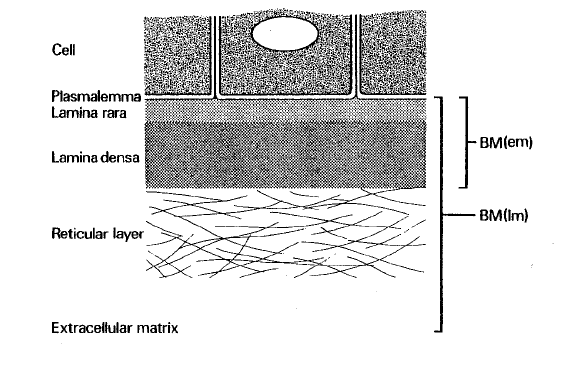 Cell
Plasmalemma
Lamina rara
Lamina densa
Reticular layer
Extracellular matrix
BM(em)
BM(lm)